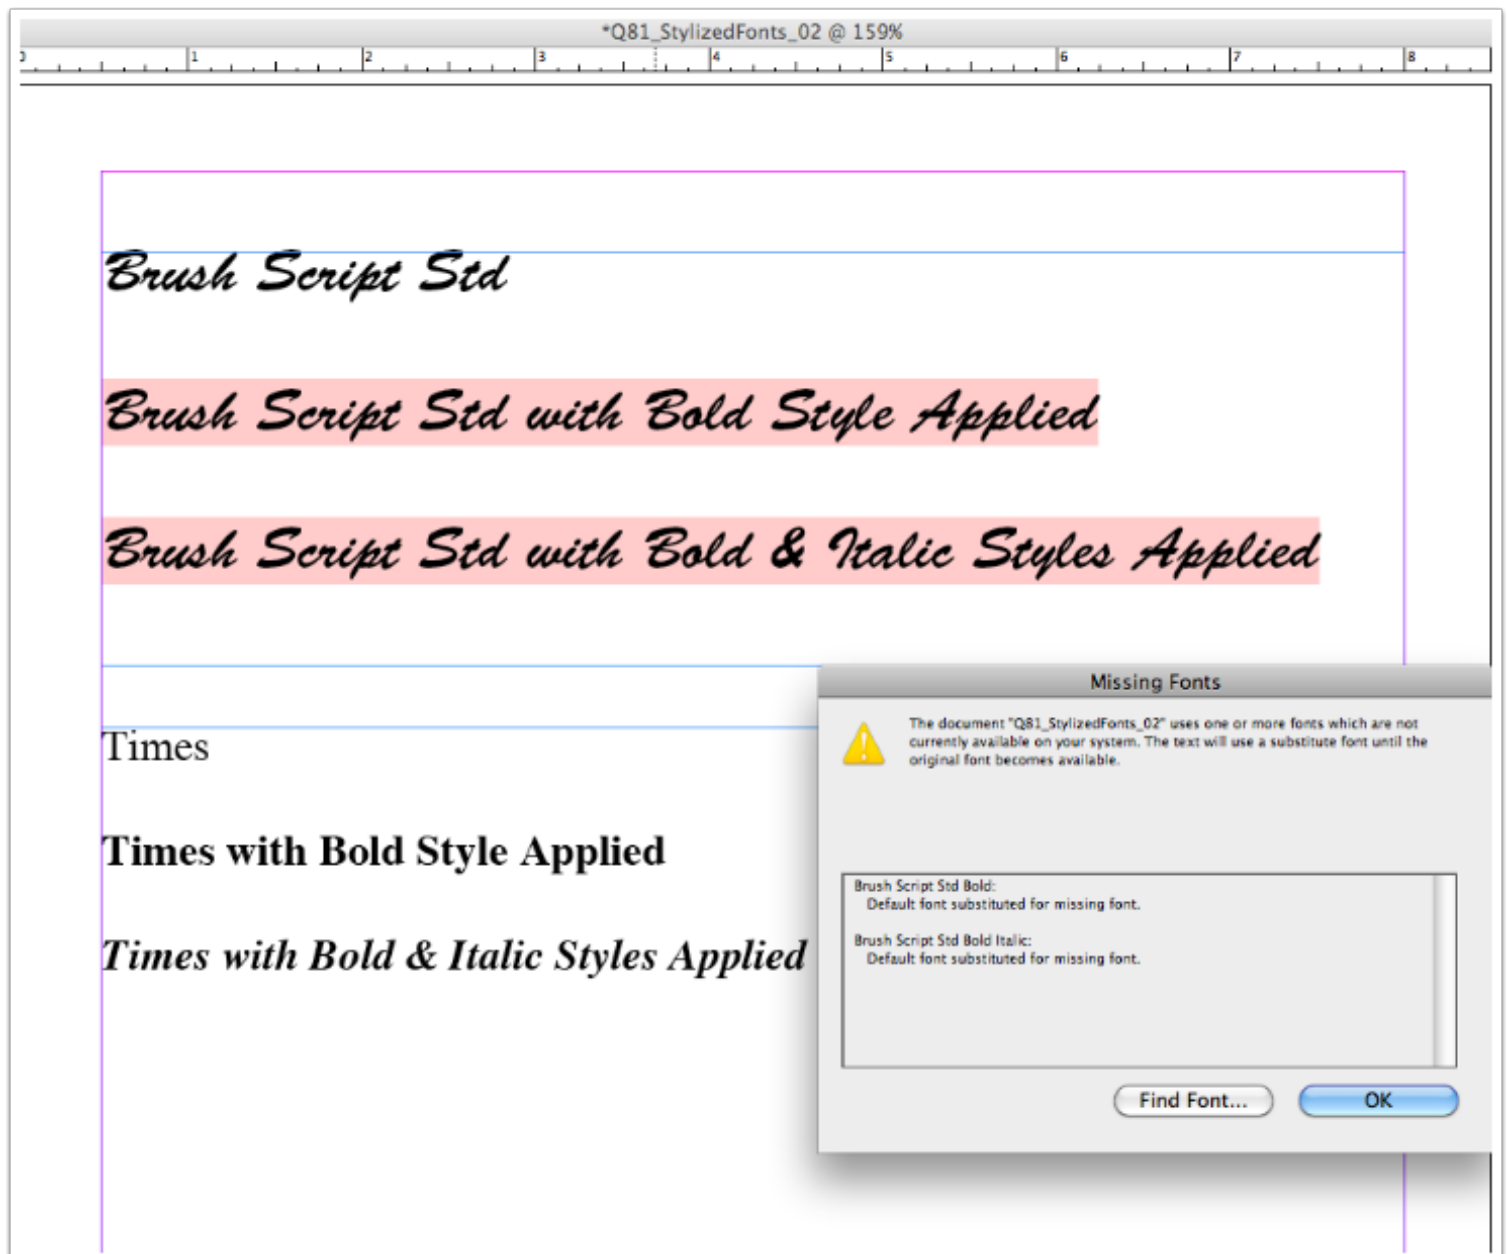 *Q81_StylizedFonts_02 @ 159%
0 1 2 3 4 5 6 7 8
Brush Script Std
Brush Script Std with Bold Style Applied
Brush Script Std with Bold & Italic Styles Applied
Times
Times with Bold Style Applied
Times with Bold & Italic Styles Applied
Missing Fonts
The document "Q81_StylizedFonts_02" uses one or more fonts which are not
currently available on your system. The text will use a substitute font until the
original font becomes available.
Brush Script Std Bold:
Default font substituted for missing font.
Brush Script Std Bold Italic:
Default font substituted for missing font.
Find Font... OK